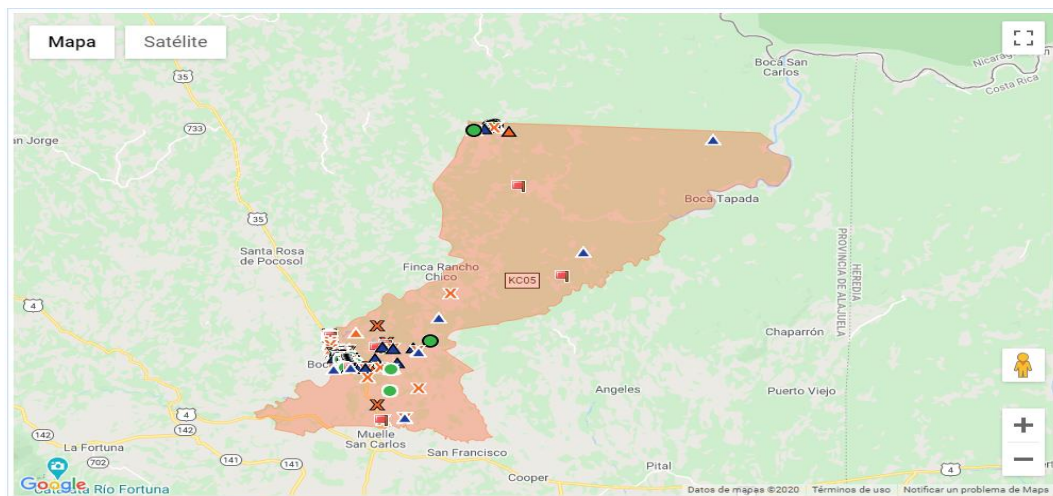 Mapa
Satélite
Boca San
Carlos
Nicaragua
Costa Rica
35
733
an Jorge
Boca Tapada
35
Santa Rosa
de Pocosol
Finca Rancho
Chico
KC05
PROVINCIA DE ALAJUELA
HEREDIA
4
Chaparrón
Boc
Angeles
Puerto Viejo
4
142
142
Muelle
San Carlos
La Fortuna
702
141
141
San Francisco
Pital
Cooper
4
Google
Catarata Río Fortuna
Datos de mapas ©2020
Términos de uso
Notificar un problema de Maps